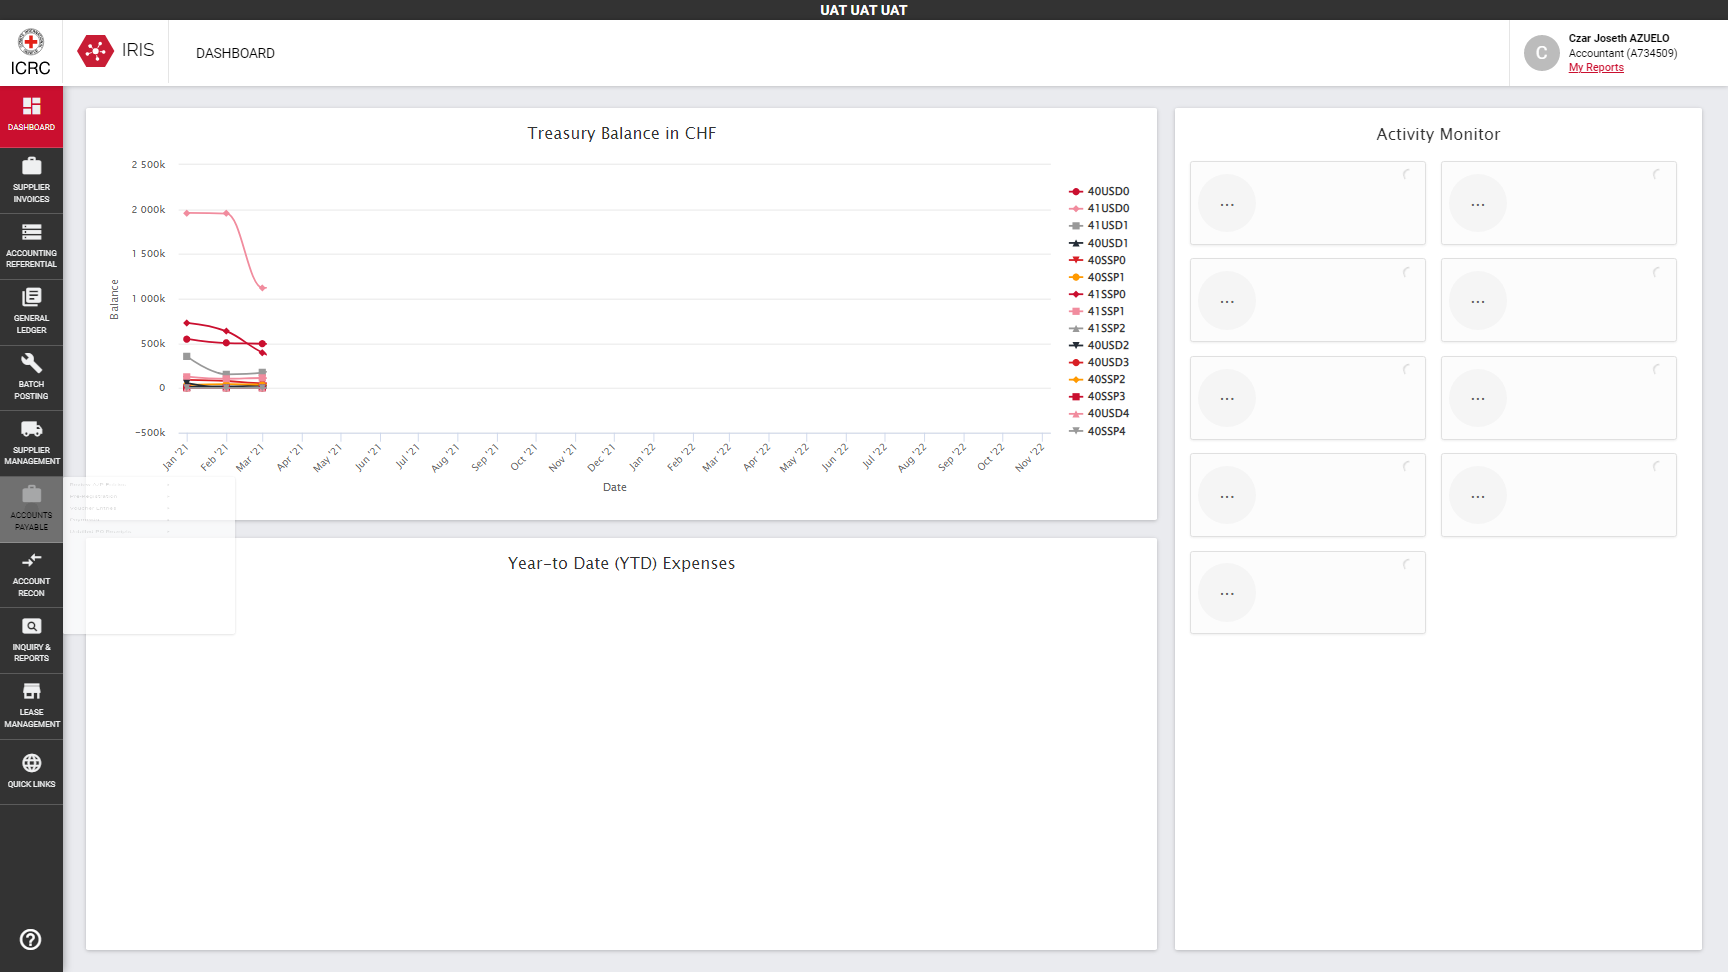 UAT UAT UAT
ICRC
IRIS
DASHBOARD
Czar Joseth AZUELO
Accountant (A734509)
My Reports
C
DASHBOARD
SUPPLIER
INVOICES
ACCOUNTING
REFERENTIAL
GENERAL
LEDGER
BATCH
POSTING
SUPPLIER
MANAGEMENT
ACCOUNTS
PAYABLE
ACCOUNT
RECON
INQUIRY &
REPORTS
LEASE
MANAGEMENT
QUICK LINKS
Treasury Balance in CHF
2 500k
2 000k
1 500k
1 000k
500k
0
-500k
Balance
Jan '21
Feb '21
Mar '21
Apr '21
May '21
Jun '21
Jul '21
Aug '21
Sep '21
Oct '21
Nov '21
Dec '21
Jan '22
Feb '22
Mar '22
Apr '22
May '22
Jun '22
Jul '22
Aug '22
Sep '22
Oct '22
Nov '22
Date
40USD0
41USD0
41USD1
40USD1
40SSP0
40SSP1
41SSP0
41SSP1
41SSP2
40USD2
40USD3
40SSP2
40SSP3
40USD4
40SSP4
Year-to Date (YTD) Expenses
Activity Monitor
...
...
...
...
...
...
...
...
...